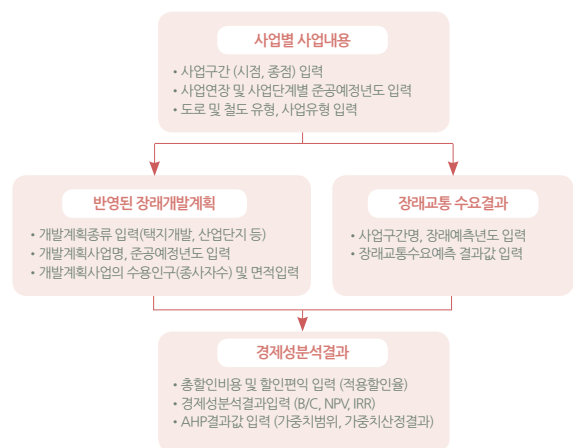 사업별 사업내용
• 사업구간 (시점, 종점) 입력
• 사업연장 및 사업단계별 준공예정년도 입력
• 도로 및 철도 유형, 사업유형 입력
반영된 장래개발계획
• 개발계획종류 입력(택지개발, 산업단지 등)
• 개발계획사업명, 준공예정년도 입력
• 개발계획사업의 수용인구(종사자수) 및 면적입력
장래교통 수요결과
• 사업구간명, 장래예측년도 입력
• 장래교통수요예측 결과값 입력
경제성분석결과
• 총할인비용 및 할인편익 입력 (적용할인율)
• 경제성분석결과입력 (B/C, NPV, IRR)
• AHP결과값 입력 (가중치범위, 가중치산정결과)